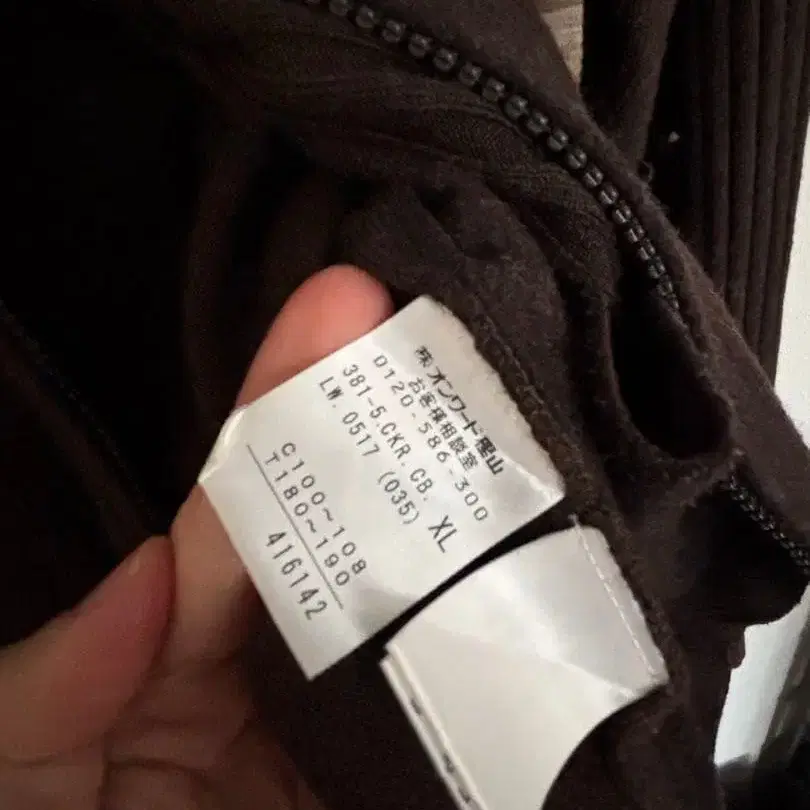 ㈱オンワード樫山
お客様相談室
0120-586-300
381-5.CKR.CB. XL
LW.0517 (035)
C100~108
T180~190
416142